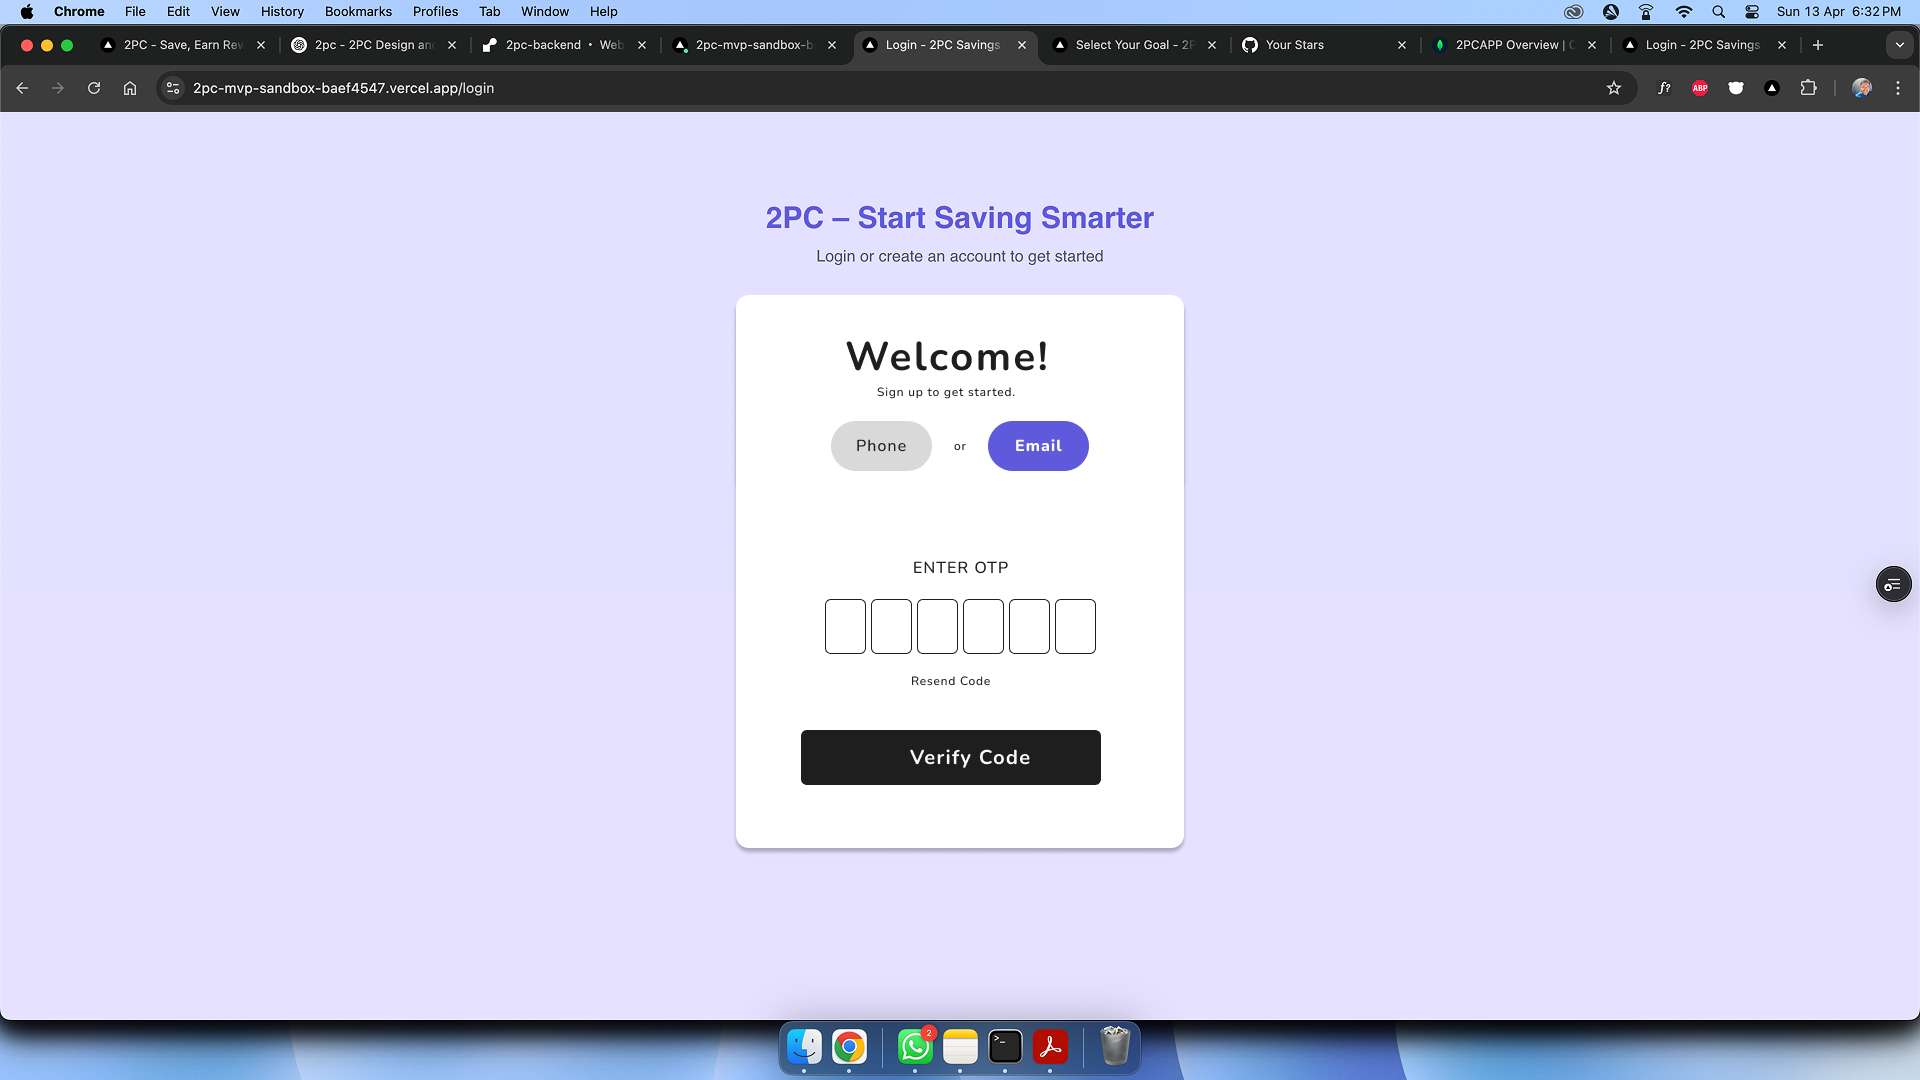 Chrome File Edit View History Bookmarks Profiles Tab Window Help Sun 13 Apr 6:32 PM
2PC - Save, Earn Rev 2pc - 2PC Design and 2pc-backend • Web 2pc-mvp-sandbox-b Login - 2PC Savings Select Your Goal - 2P Your Stars 2PCAPP Overview | C Login - 2PC Savings
2pc-mvp-sandbox-baef4547.vercel.app/login f? ABP
2PC – Start Saving Smarter
Login or create an account to get started
Welcome!
Sign up to get started.
Phone or Email
ENTER OTP
Resend Code
Verify Code
2